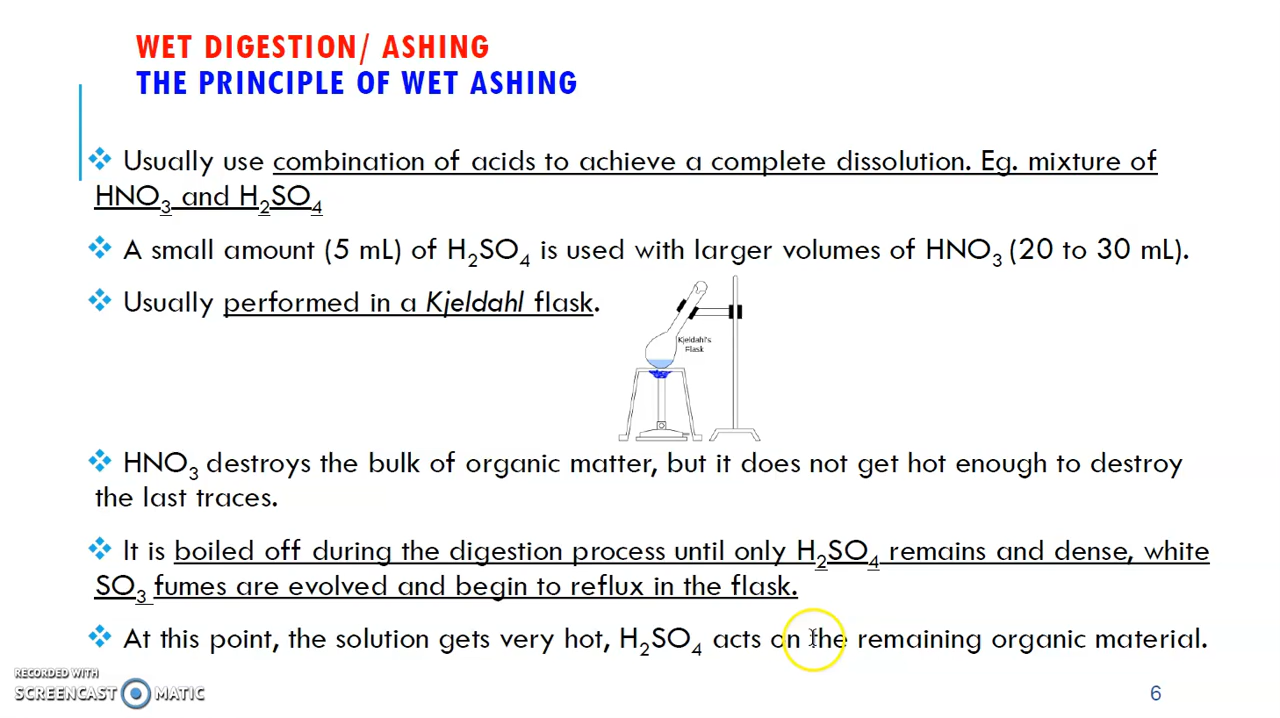 WET DIGESTION/ ASHING
THE PRINCIPLE OF WET ASHING
❖ Usually use combination of acids to achieve a complete dissolution. Eg. mixture of
HNO₃ and H₂SO₄
❖ A small amount (5 mL) of H₂SO₄ is used with larger volumes of HNO₃ (20 to 30 mL).
❖ Usually performed in a Kjeldahl flask.
Kjeldahl's
Flask
❖ HNO₃ destroys the bulk of organic matter, but it does not get hot enough to destroy
the last traces.
❖ It is boiled off during the digestion process until only H₂SO₄ remains and dense, white
SO₃ fumes are evolved and begin to reflux in the flask.
❖ At this point, the solution gets very hot, H₂SO₄ acts on the remaining organic material.
RECORDED WITH
SCREENCAST MATIC
6